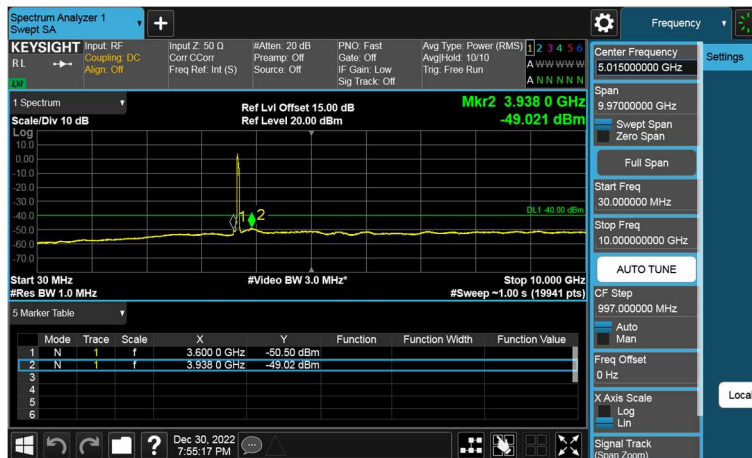 Spectrum Analyzer 1
Swept SA
Frequency
KEYSIGHT
Input: RF
Coupling: DC
Align: Off
Input Z: 50 Ω
Corr CCorr
Freq Ref: Int (S)
#Atten: 20 dB
Preamp: Off
Source: Off
PNO: Fast
Gate: Off
IF Gain: Low
Sig Track: Off
Avg Type: Power (RMS)
Avg|Hold: 10/10
Trig: Free Run
1 2 3 4 5 6
A W W W W W
A N N N N N
R L
LXI
1 Spectrum
Scale/Div 10 dB
Ref Lvl Offset 15.00 dB
Ref Level 20.00 dBm
Mkr2 3.938 0 GHz
-49.021 dBm
Log
10.0
0.00
-10.0
-20.0
-30.0
-40.0
-50.0
-60.0
-70.0
1
2
DL1 -40.00 dBm
Start 30 MHz
#Res BW 1.0 MHz
#Video BW 3.0 MHz*
Stop 10.000 GHz
#Sweep ~1.00 s (19941 pts)
5 Marker Table
Mode Trace Scale X Y Function Function Width Function Value
1 N 1 f 3.600 0 GHz -50.50 dBm
2 N 1 f 3.938 0 GHz -49.02 dBm
3
4
5
6
Dec 30, 2022
7:55:17 PM
Center Frequency
5.015000000 GHz
Settings
Span
9.97000000 GHz
Swept Span
Zero Span
Full Span
Start Freq
30.000000 MHz
Stop Freq
10.000000000 GHz
AUTO TUNE
CF Step
997.000000 MHz
Auto
Man
Freq Offset
0 Hz
X Axis Scale
Log
Lin
Local
Signal Track
(Span Zoom)